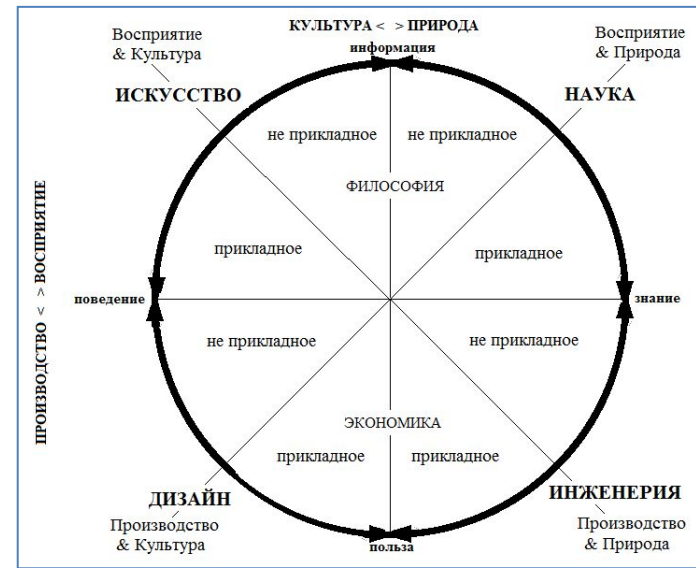 КУЛЬТУРА < > ПРИРОДА
информация
Восприятие
& Культура
Восприятие
& Природа
ИСКУССТВО
НАУКА
не прикладное
не прикладное
ФИЛОСОФИЯ
ПРОИЗВОДСТВО < > ВОСПРИЯТИЕ
прикладное
прикладное
поведение
знание
не прикладное
не прикладное
ЭКОНОМИКА
прикладное
прикладное
ДИЗАЙН
ИНЖЕНЕРИЯ
Производство
& Культура
Производство
& Природа
польза